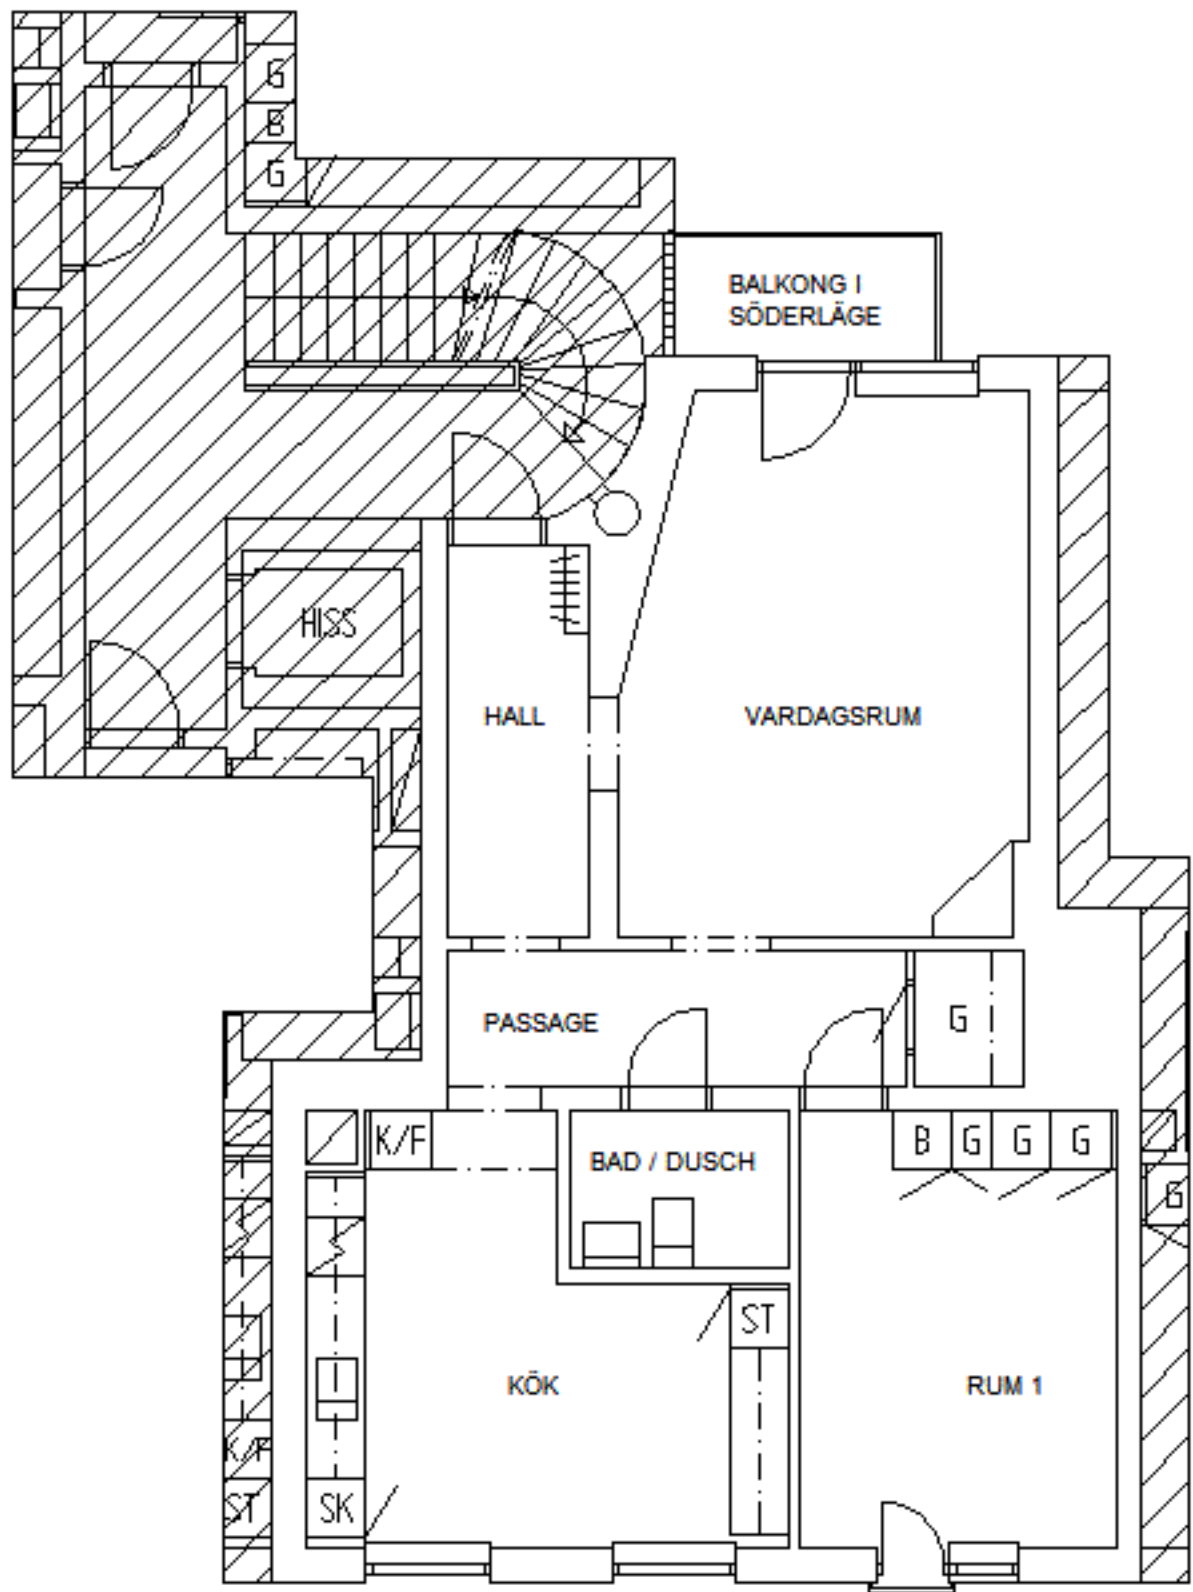 G
B
G
BALKONG I
SÖDERLÄGE
HISS
HALL
VARDAGSRUM
PASSAGE
G
K/F
BAD / DUSCH
B
G
G
G
G
ST
KÖK
RUM 1
K/F
ST
SK